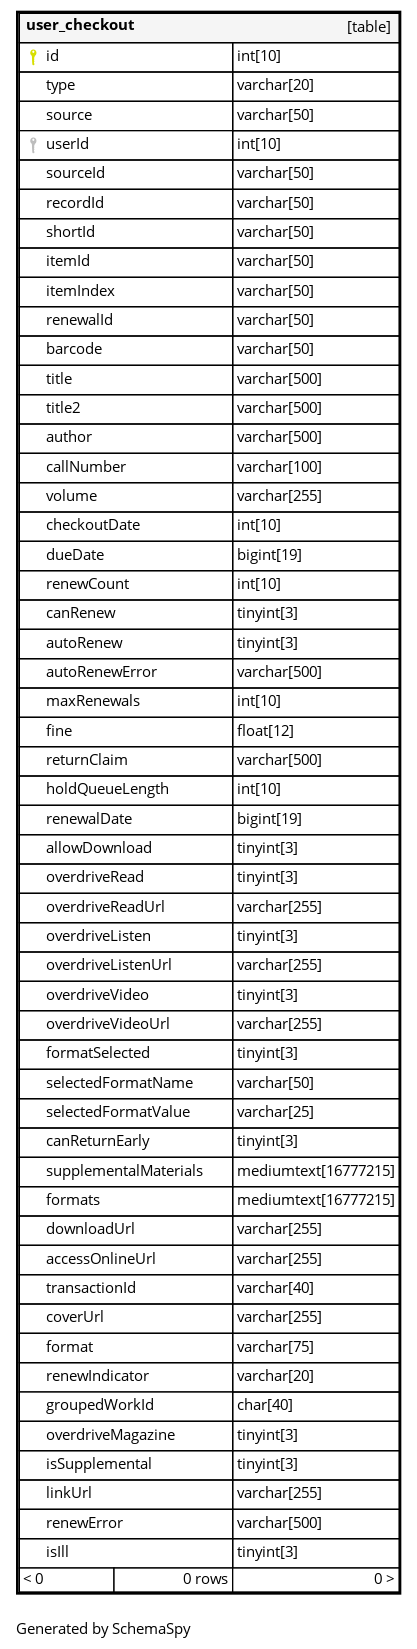 user_checkout [table]
id int[10]
type varchar[20]
source varchar[50]
userId int[10]
sourceId varchar[50]
recordId varchar[50]
shortId varchar[50]
itemId varchar[50]
itemIndex varchar[50]
renewalId varchar[50]
barcode varchar[50]
title varchar[500]
title2 varchar[500]
author varchar[500]
callNumber varchar[100]
volume varchar[255]
checkoutDate int[10]
dueDate bigint[19]
renewCount int[10]
canRenew tinyint[3]
autoRenew tinyint[3]
autoRenewError varchar[500]
maxRenewals int[10]
fine float[12]
returnClaim varchar[500]
holdQueueLength int[10]
renewalDate bigint[19]
allowDownload tinyint[3]
overdriveRead tinyint[3]
overdriveReadUrl varchar[255]
overdriveListen tinyint[3]
overdriveListenUrl varchar[255]
overdriveVideo tinyint[3]
overdriveVideoUrl varchar[255]
formatSelected tinyint[3]
selectedFormatName varchar[50]
selectedFormatValue varchar[25]
canReturnEarly tinyint[3]
supplementalMaterials mediumtext[16777215]
formats mediumtext[16777215]
downloadUrl varchar[255]
accessOnlineUrl varchar[255]
transactionId varchar[40]
coverUrl varchar[255]
format varchar[75]
renewIndicator varchar[20]
groupedWorkId char[40]
overdriveMagazine tinyint[3]
isSupplemental tinyint[3]
linkUrl varchar[255]
renewError varchar[500]
isIll tinyint[3]
< 0 0 rows 0 >
Generated by SchemaSpy